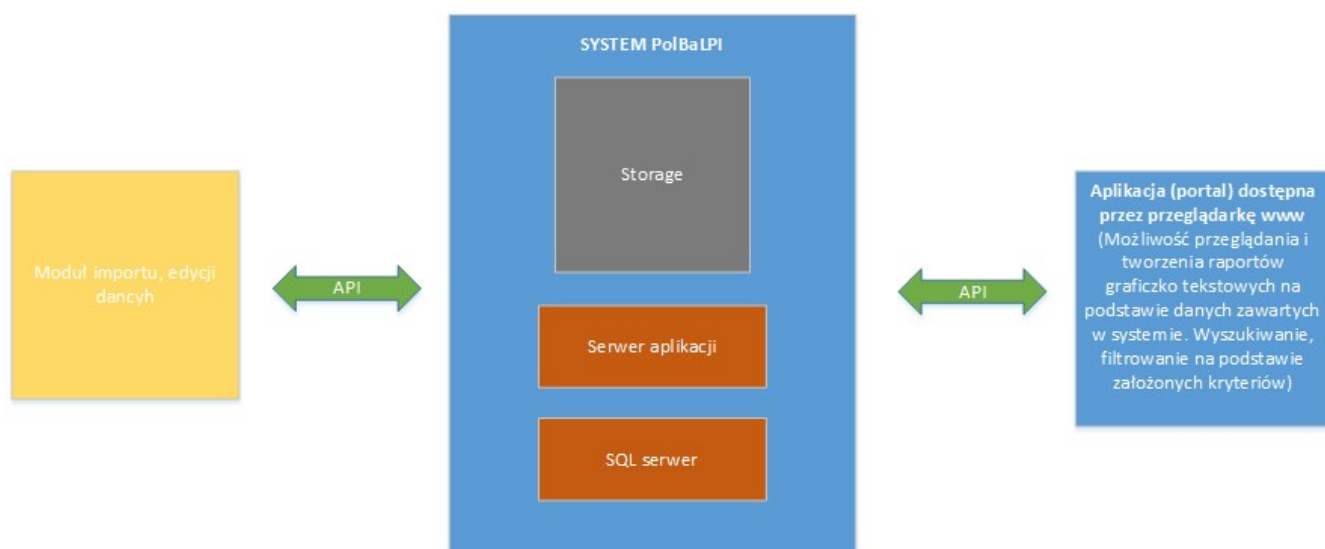 SYSTEM PolBaLPI
Storage
Serwer aplikacji
SQL serwer
Moduł importu, edycji
dancyh
API
API
Aplikacja (portal) dostępna
przez przeglądarkę www
(Możliwość przeglądania i
tworzenia raportów
graficzko tekstowych na
podstawie danych zawartych
w systemie. Wyszukiwanie,
filtrowanie na podstawie
założonych kryteriów)